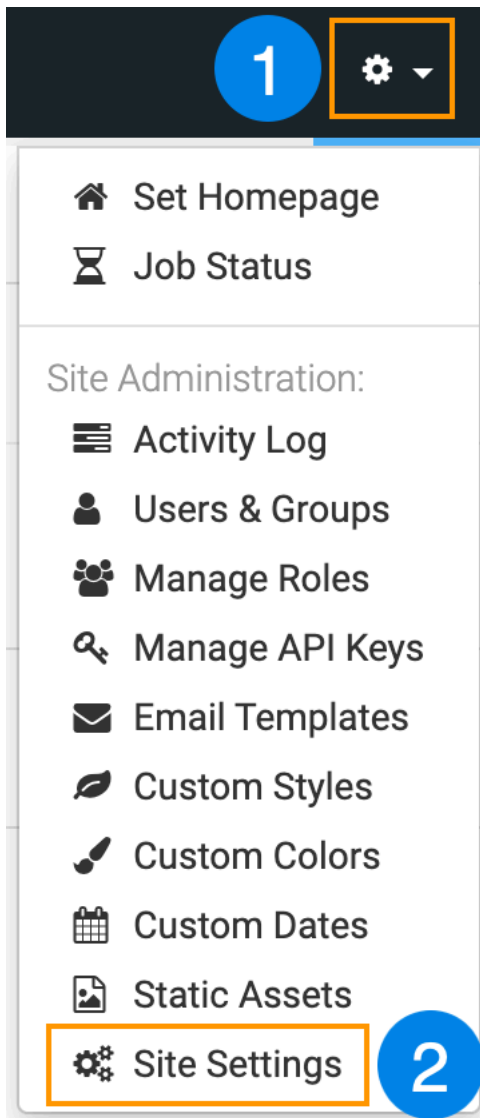 1
Set Homepage
Job Status
Site Administration:
Activity Log
Users & Groups
Manage Roles
Manage API Keys
Email Templates
Custom Styles
Custom Colors
Custom Dates
Static Assets
Site Settings 2